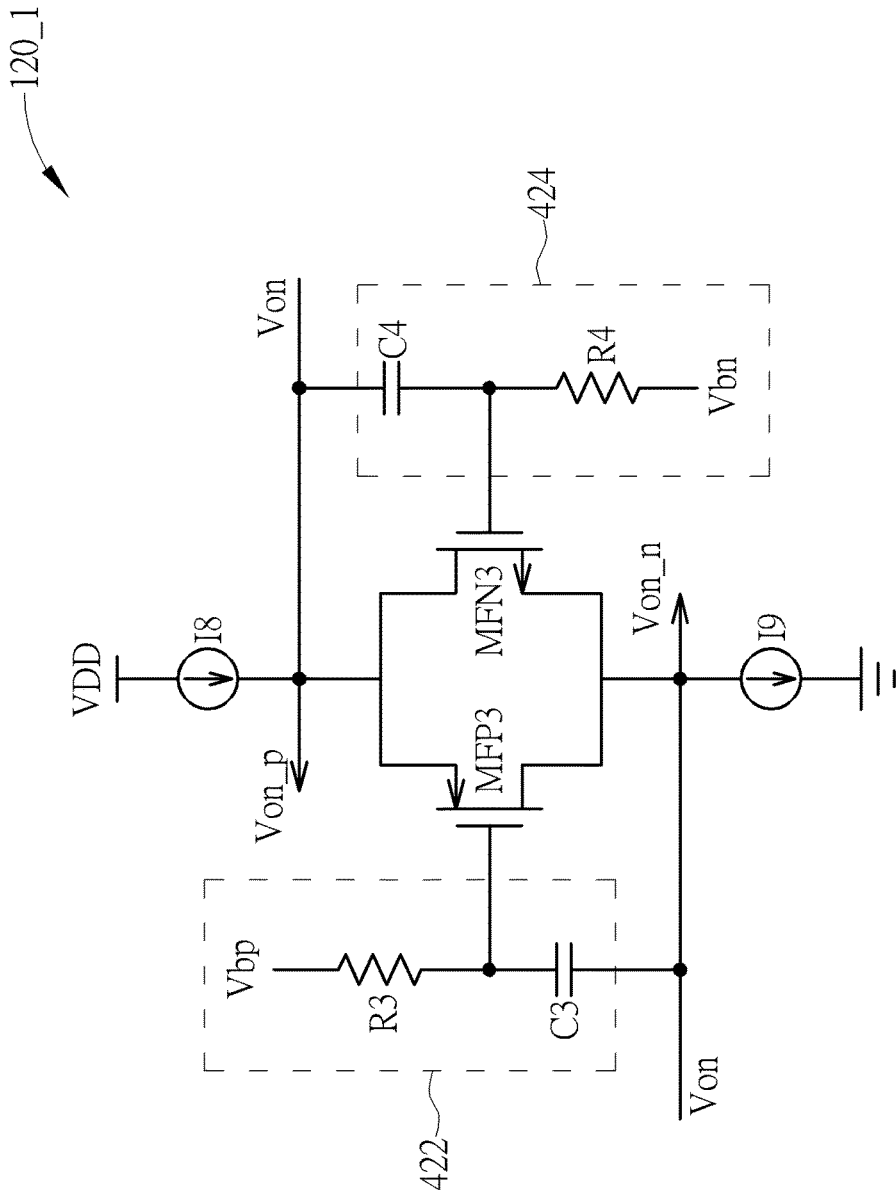 120_1
VDD
I8
Von
Von_p
C4
424
R4
Vbn
MFN3
MFP3
Vbp
R3
C3
422
Von_n
Von
I9